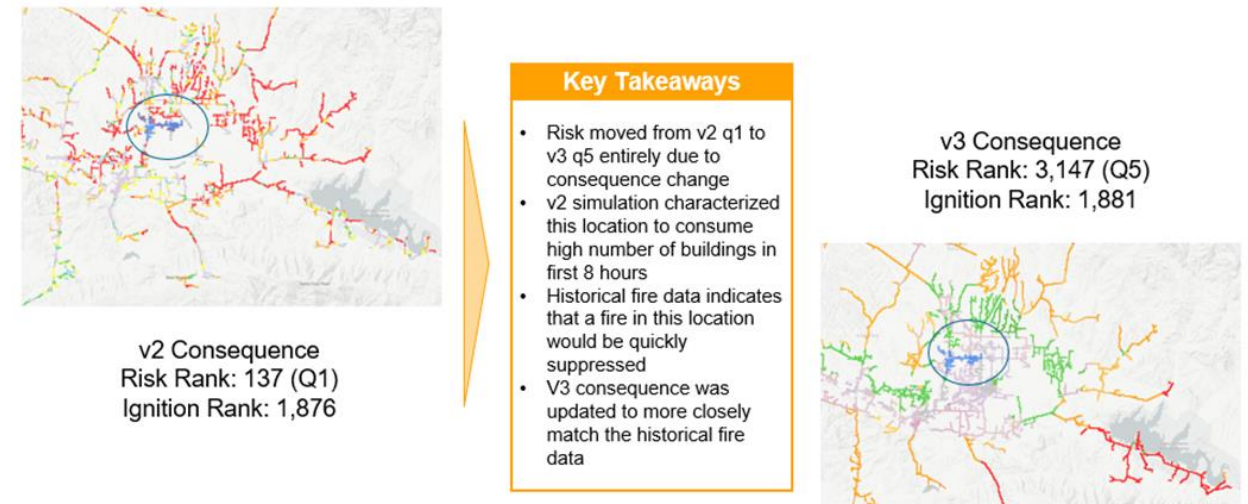 v2 Consequence
Risk Rank: 137 (Q1)
Ignition Rank: 1,876
Key Takeaways
• Risk moved from v2 q1 to
v3 q5 entirely due to
consequence change
• v2 simulation characterized
this location to consume
high number of buildings in
first 8 hours
• Historical fire data indicates
that a fire in this location
would be quickly
suppressed
• V3 consequence was
updated to more closely
match the historical fire
data
v3 Consequence
Risk Rank: 3,147 (Q5)
Ignition Rank: 1,881